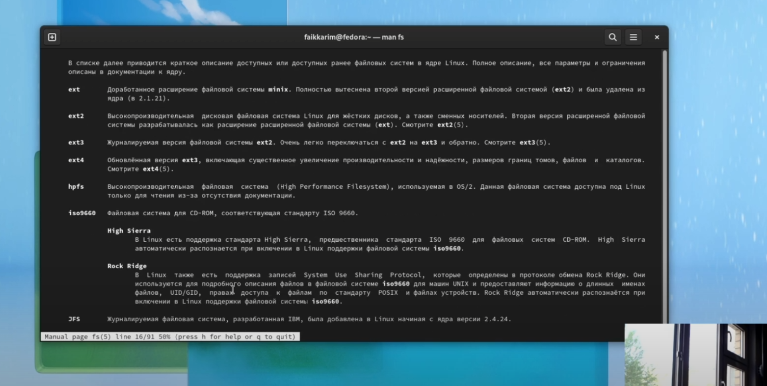 faikkarim@fedora:~ — man fs
В списке далее приводится краткое описание доступных или доступных ранее файловых систем в ядре Linux. Полное описание, все параметры и ограничения
описаны в документации к ядру.
ext Доработанное расширение файловой системы minix. Полностью вытеснена второй версией расширенной файловой системой (ext2) и была удалена из
ядра (в 2.1.21).
ext2 Высокопроизводительная дисковая файловая система Linux для жёстких дисков, а также сменных носителей. Вторая версия расширенной файловой
системы разрабатывалась как расширение расширенной файловой системы (ext). Смотрите ext2(5).
ext3 Журналируемая версия файловой системы ext2. Очень легко переключаться с ext2 на ext3 и обратно. Смотрите ext3(5).
ext4 Обновлённая версия ext3, включающая существенное увеличение производительности и надёжности, размеров границ томов, файлов и каталогов.
Смотрите ext4(5).
hpfs Высокопроизводительная файловая система (High Performance Filesystem), используемая в OS/2. Данная файловая система доступна под Linux
только для чтения из-за отсутствия документации.
iso9660 Файловая система для CD-ROM, соответствующая стандарту ISO 9660.
High Sierra
В Linux есть поддержка стандарта High Sierra, предшественника стандарта ISO 9660 для файловых систем CD-ROM. High Sierra
автоматически распознается при включении в Linux поддержки файловой системы iso9660.
Rock Ridge
В Linux также есть поддержка записей System Use Sharing Protocol, которые определены в протоколе обмена Rock Ridge. Они
используются для подробного описания файлов в файловой системе iso9660 для машин UNIX и предоставляют информацию о длинных именах
файлов, UID/GID, правах доступа к файлам по стандарту POSIX и файлах устройств. Rock Ridge автоматически распознаётся при
включении в Linux поддержки файловой системы iso9660.
JFS Журналируемая файловая система, разработанная IBM, была добавлена в Linux начиная с ядра версии 2.4.24.
Manual page fs(5) line 16/91 50% (press h for help or q to quit)